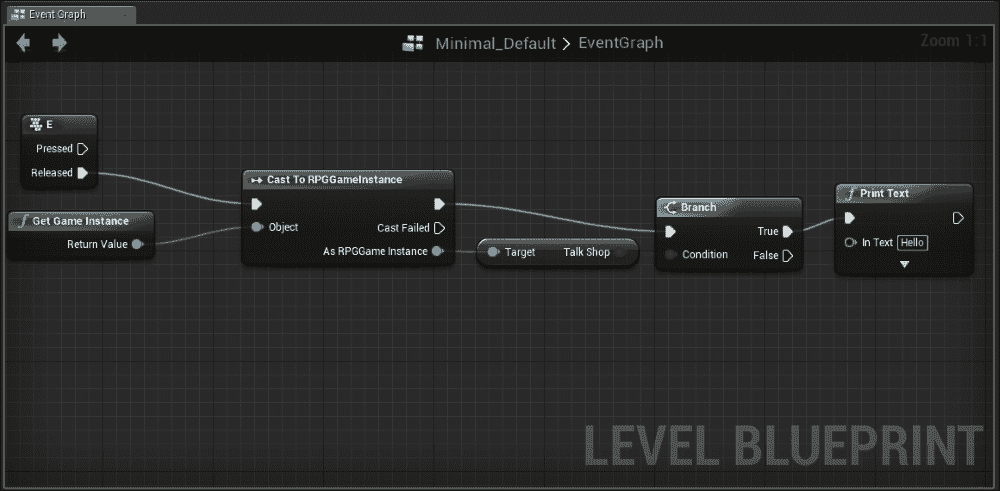 Event Graph
Minimal_Default > EventGraph
Zoom 1:1
E
Pressed
Released
Get Game Instance
Return Value
Cast To RPGGameInstance
Object
Cast Failed
As RPGGame Instance
Target Talk Shop
Branch
True
Condition False
Print Text
In Text Hello
LEVEL BLUEPRINT